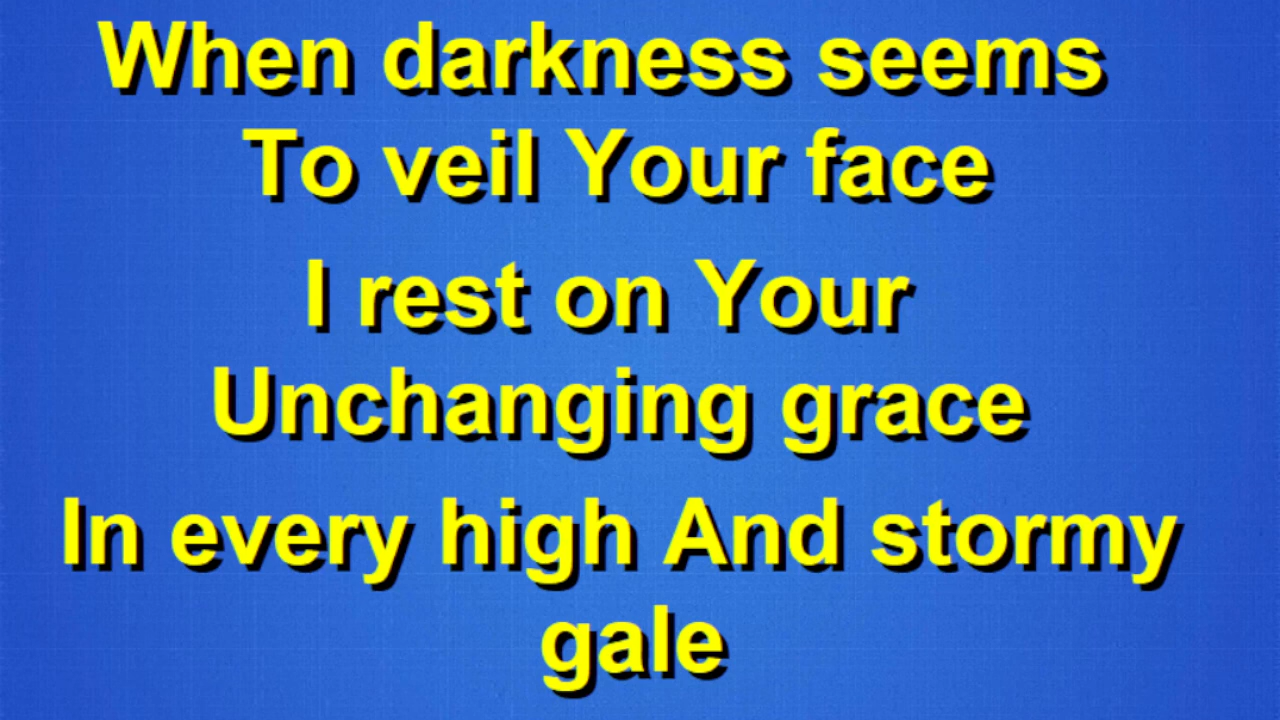 When darkness seems
To veil Your face
I rest on Your
Unchanging grace
In every high And stormy
gale